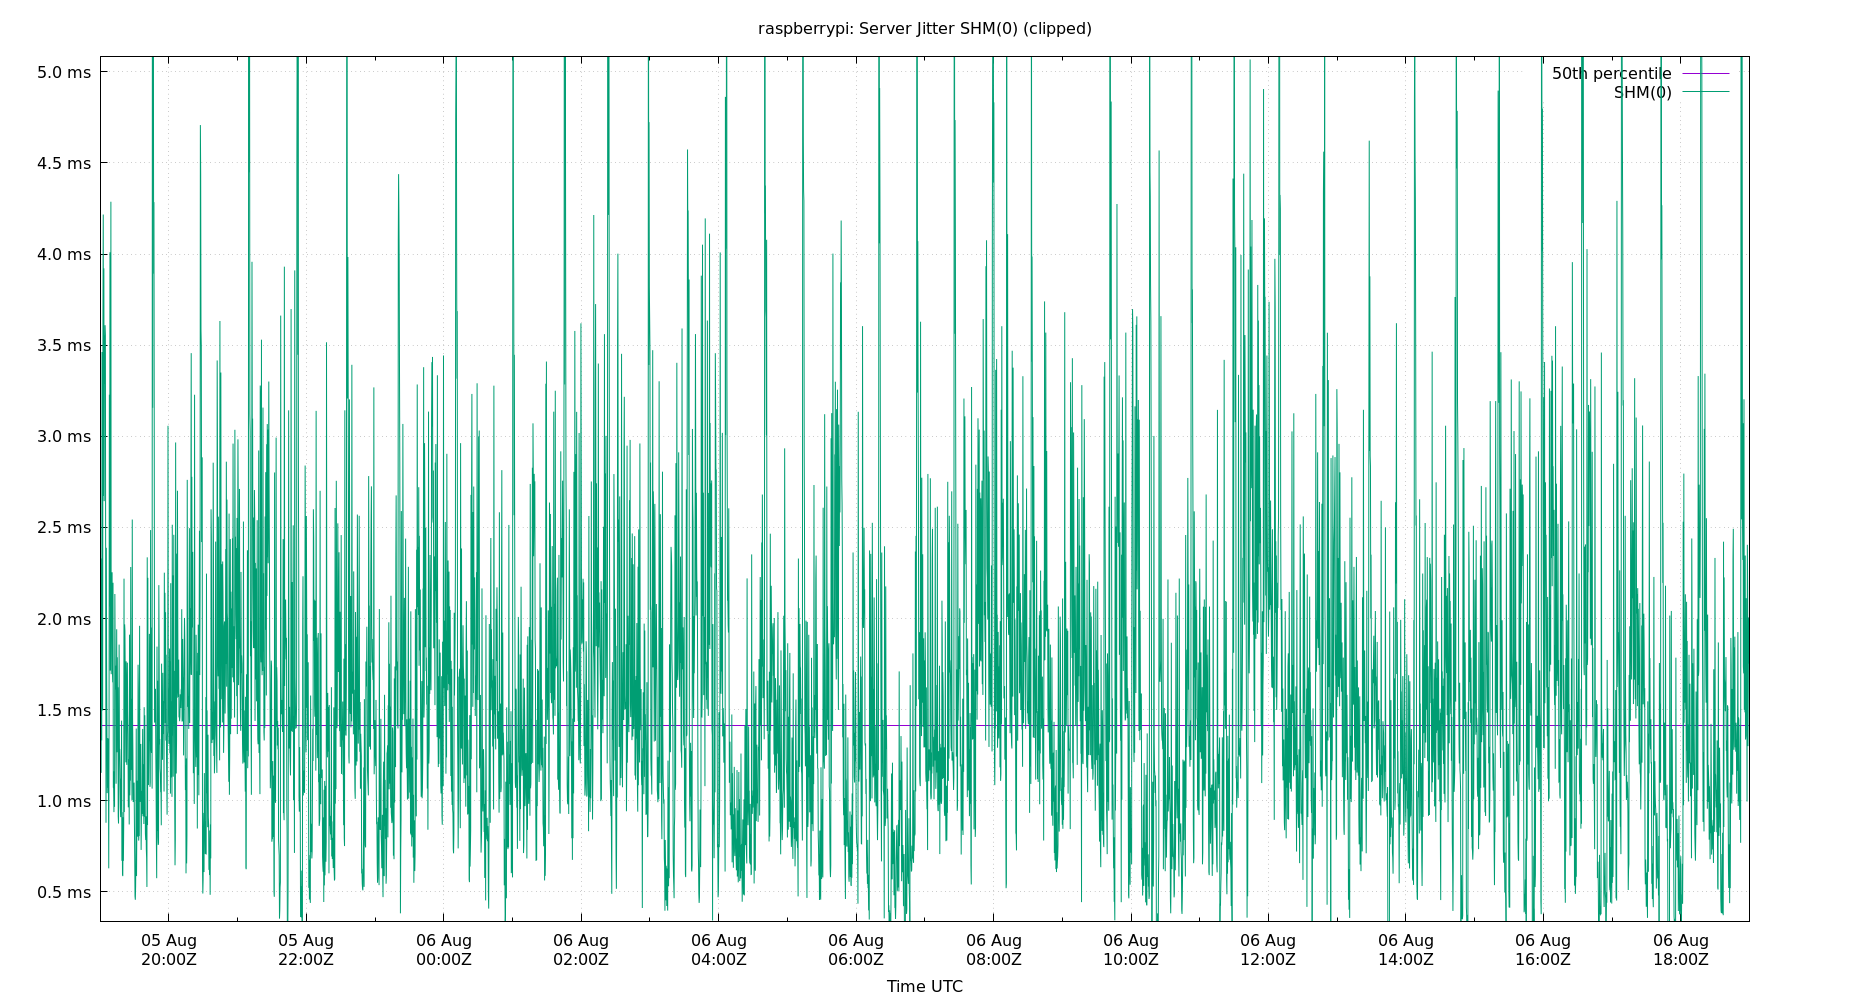 raspberrypi: Server Jitter SHM(0) (clipped)
50th percentile
SHM(0)
5.0 ms
4.5 ms
4.0 ms
3.5 ms
3.0 ms
2.5 ms
2.0 ms
1.5 ms
1.0 ms
0.5 ms
05 Aug 05 Aug 06 Aug 06 Aug 06 Aug 06 Aug 06 Aug 06 Aug 06 Aug 06 Aug 06 Aug 06 Aug
20:00Z 22:00Z 00:00Z 02:00Z 04:00Z 06:00Z 08:00Z 10:00Z 12:00Z 14:00Z 16:00Z 18:00Z
Time UTC